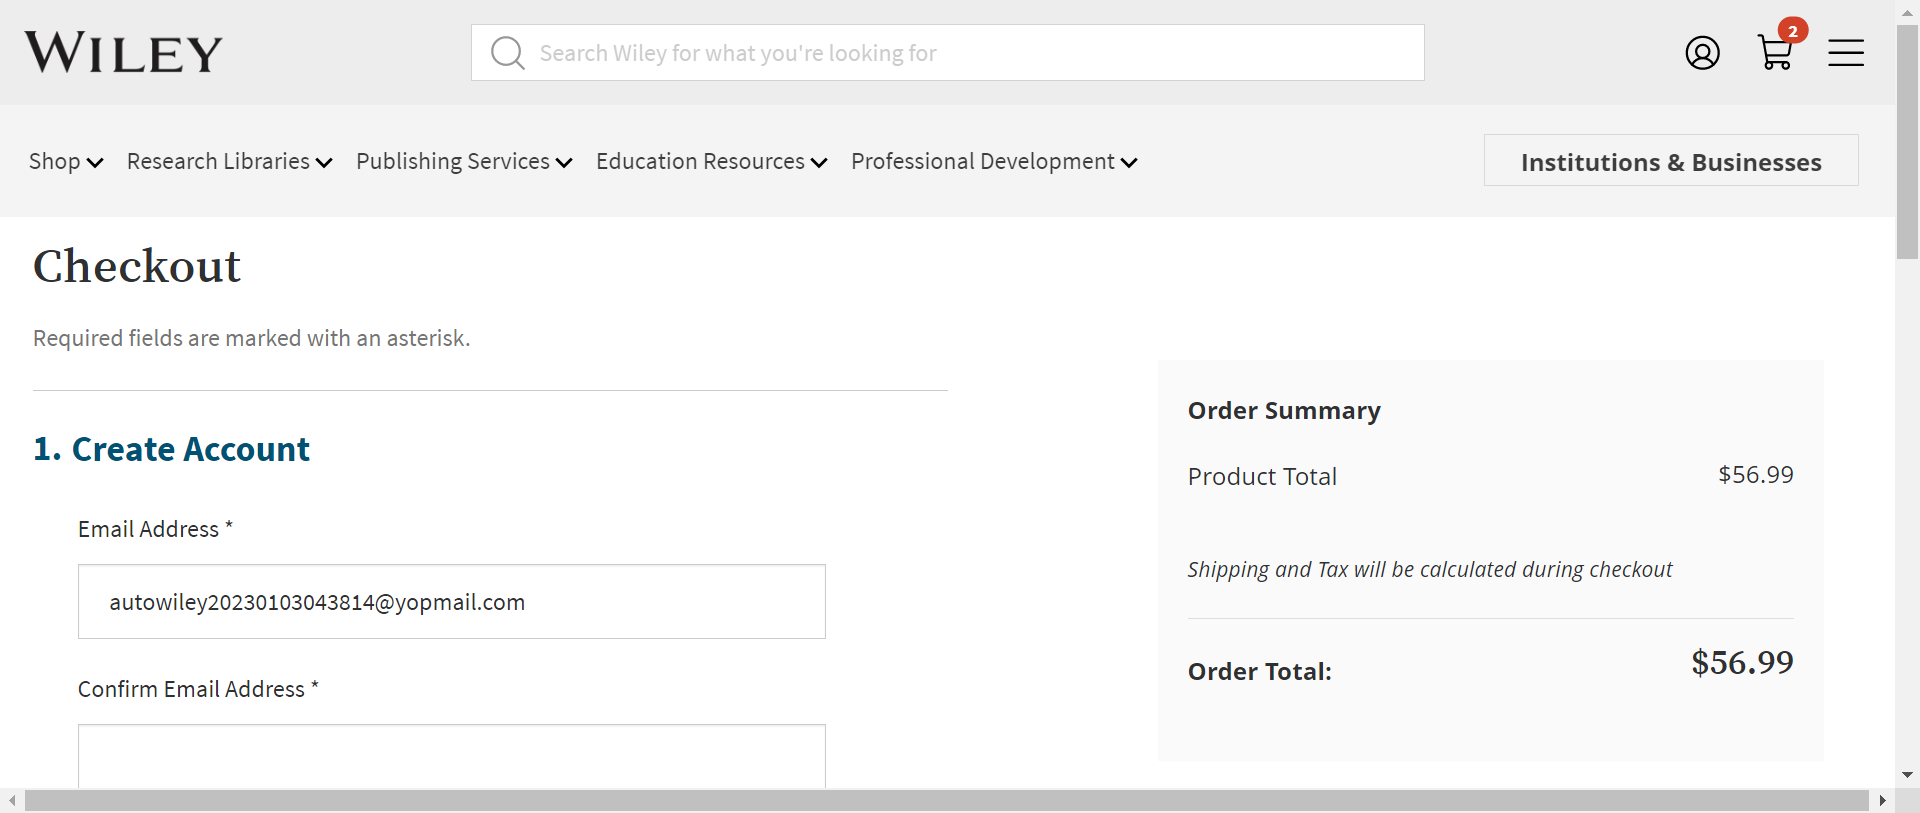 WILEY
Search Wiley for what you're looking for
2
Shop Research Libraries Publishing Services Education Resources Professional Development Institutions & Businesses
Checkout
Required fields are marked with an asterisk.
1. Create Account
Email Address *
autowiley20230103043814@yopmail.com
Confirm Email Address *
Order Summary
Product Total $56.99
Shipping and Tax will be calculated during checkout
Order Total: $56.99